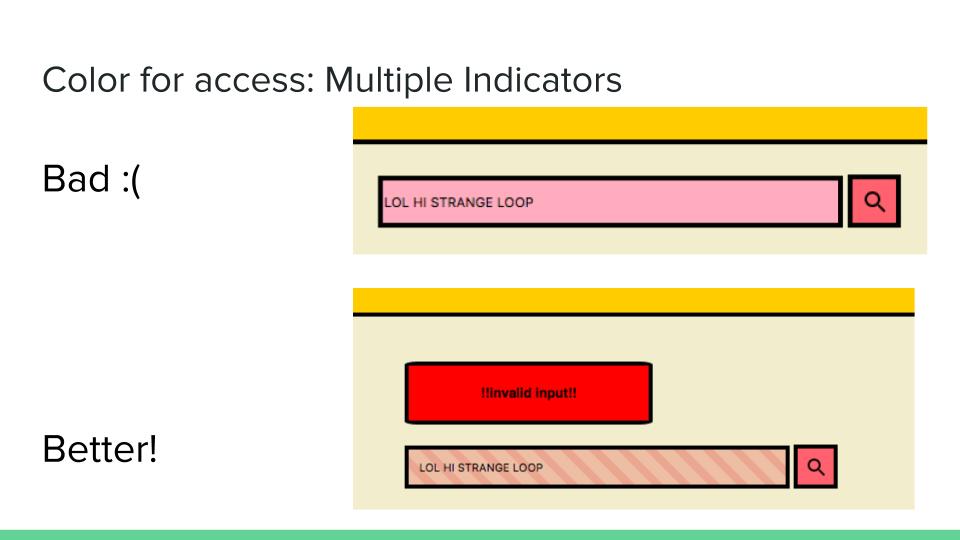 Color for access: Multiple Indicators
Bad :(
LOL HI STRANGE LOOP
!!invalid input!!
Better!
LOL HI STRANGE LOOP